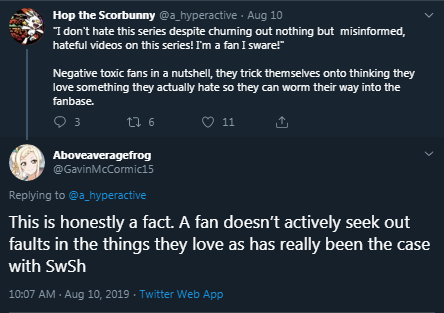 Hop the Scorbunny @a_hyperactive · Aug 10
"I don't hate this series despite churning out nothing but misinformed,
hateful videos on this series! I'm a fan I sware!"
Negative toxic fans in a nutshell, they trick themselves onto thinking they
love something they actually hate so they can worm their way into the
fanbase.
3 6 11
Aboveaveragefrog
@GavinMcCormic15
Replying to @a_hyperactive
This is honestly a fact. A fan doesn't actively seek out
faults in the things they love as has really been the case
with SwSh
10:07 AM · Aug 10, 2019 · Twitter Web App